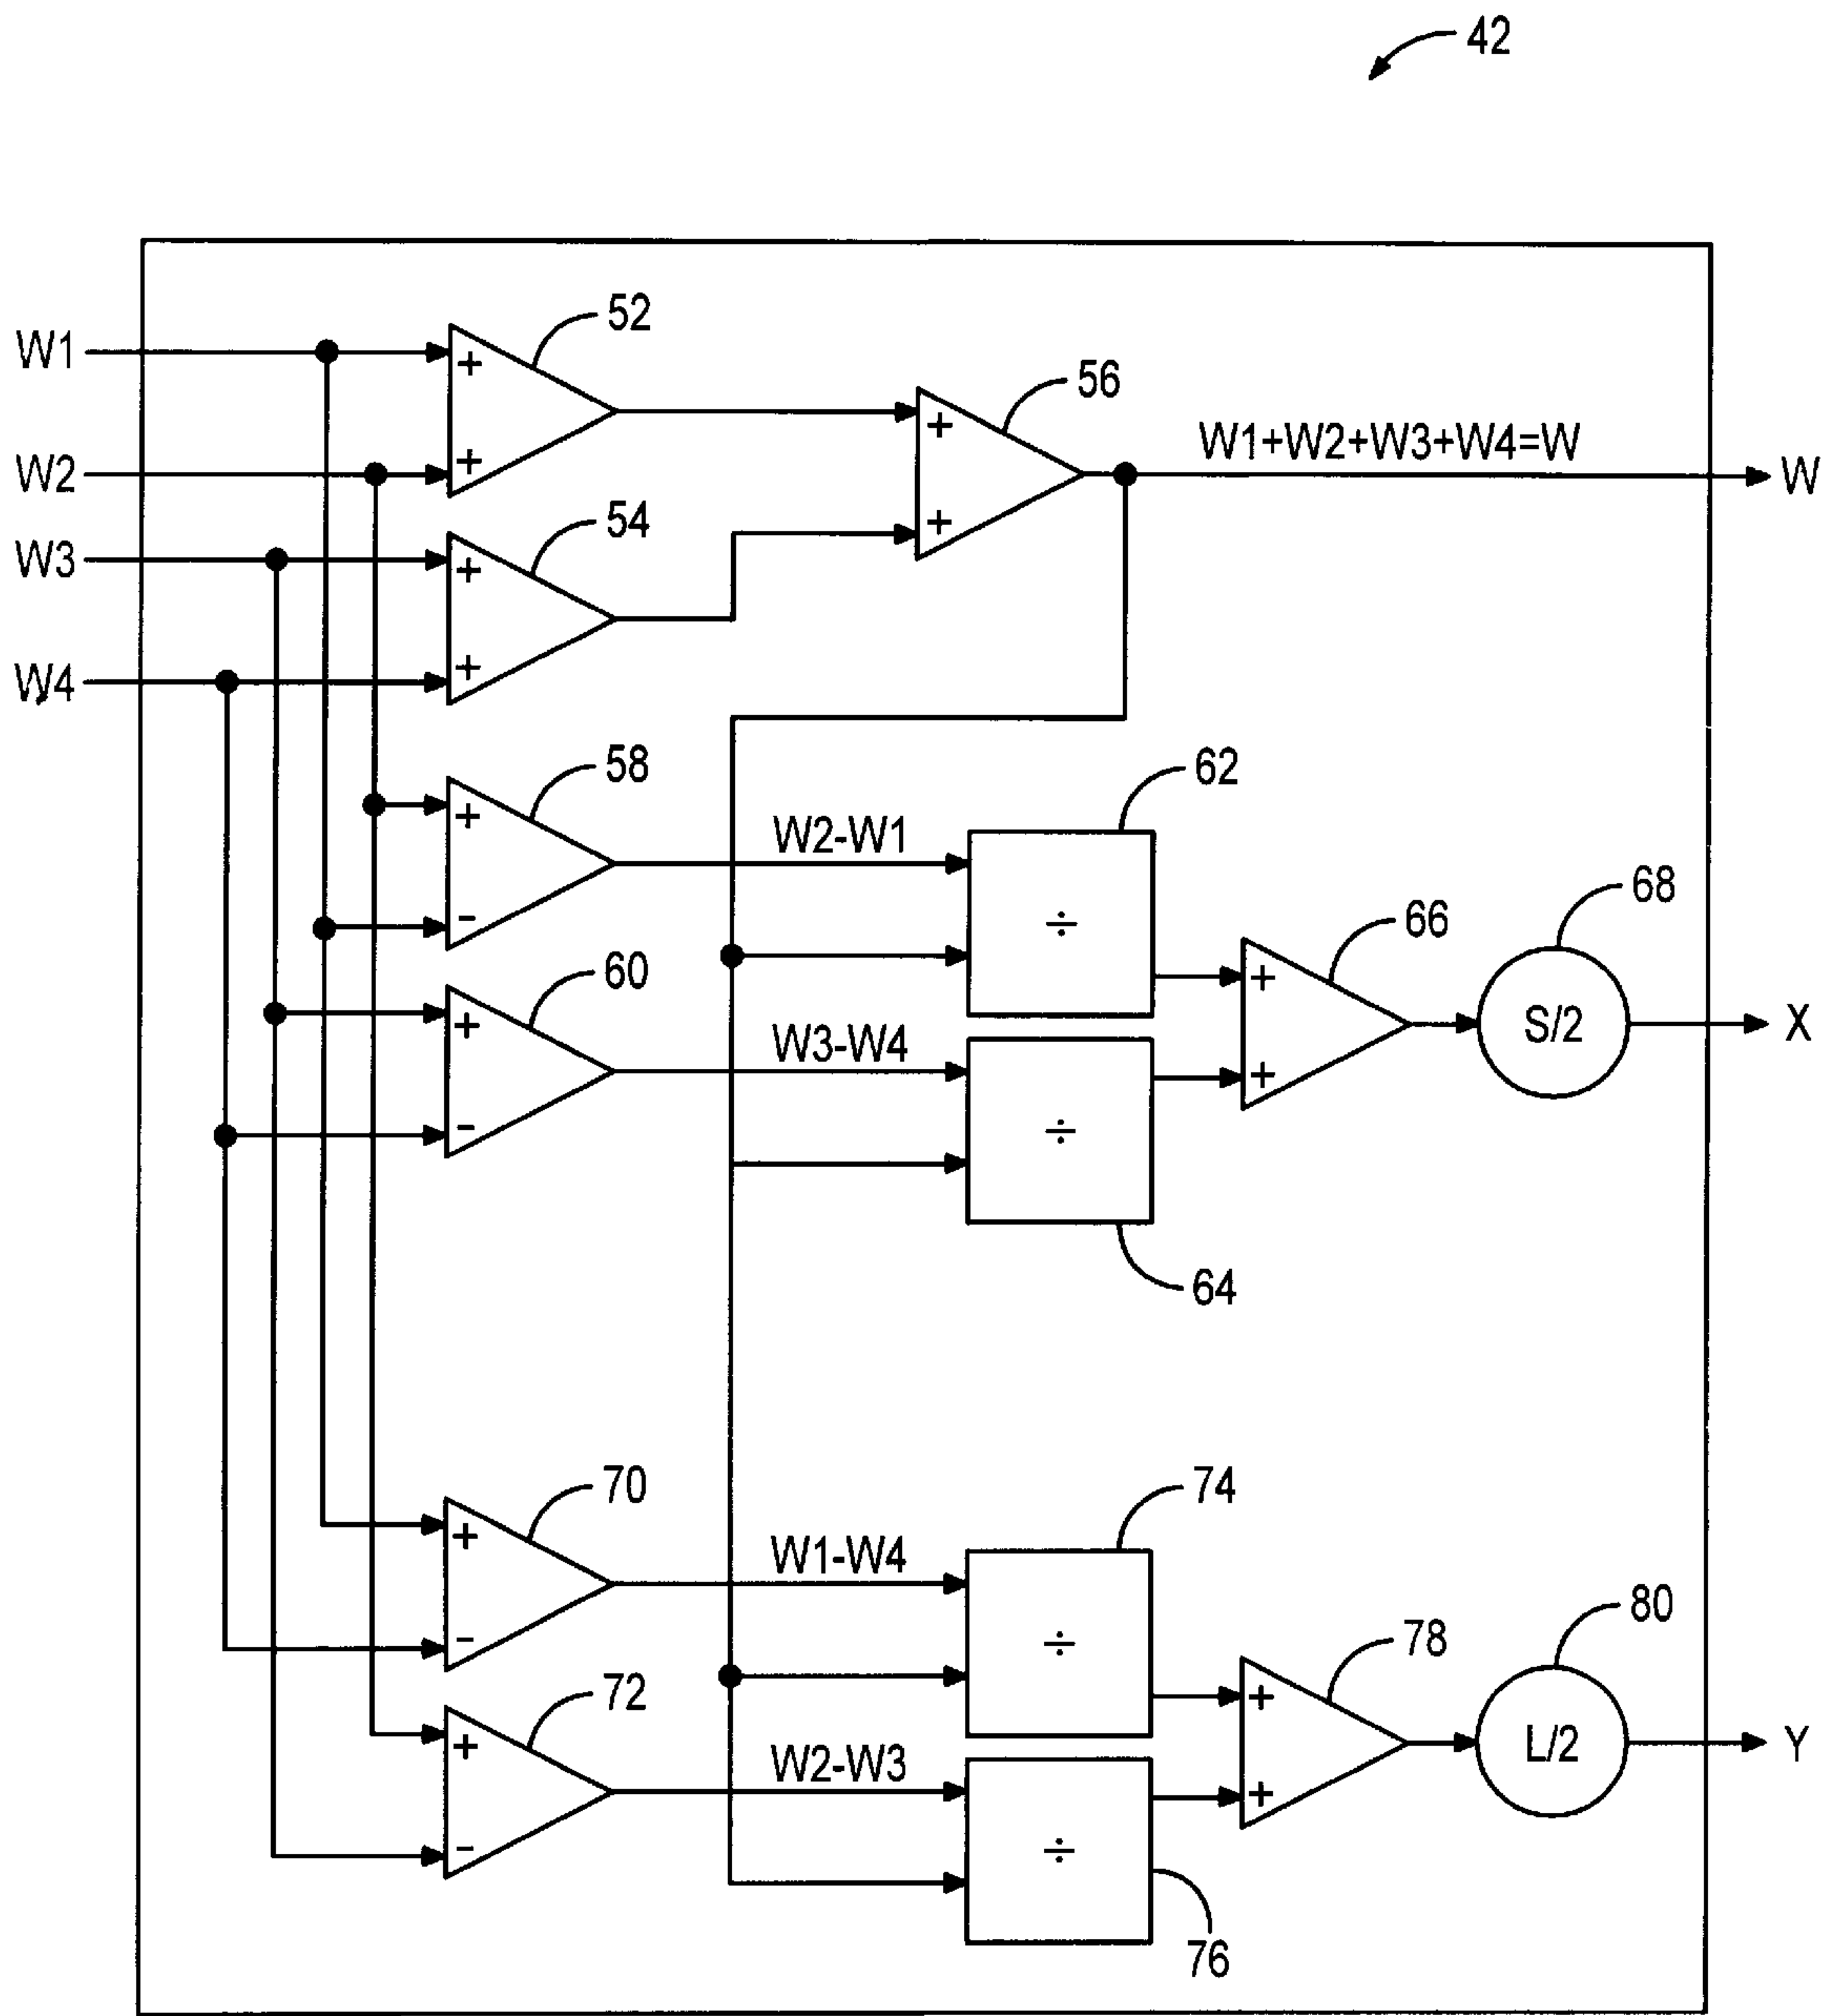 42
52
W1
+
56
W1+W2+W3+W4=W
+
W2
+
W
54
W3
+
+
W4
+
58
62
+
W2-W1
68
-
÷
66
60
+
S/2
X
+
W3-W4
+
-
÷
64
70
74
+
W1-W4
80
-
÷
78
72
+
+
L/2
Y
W2-W3
+
-
÷
76